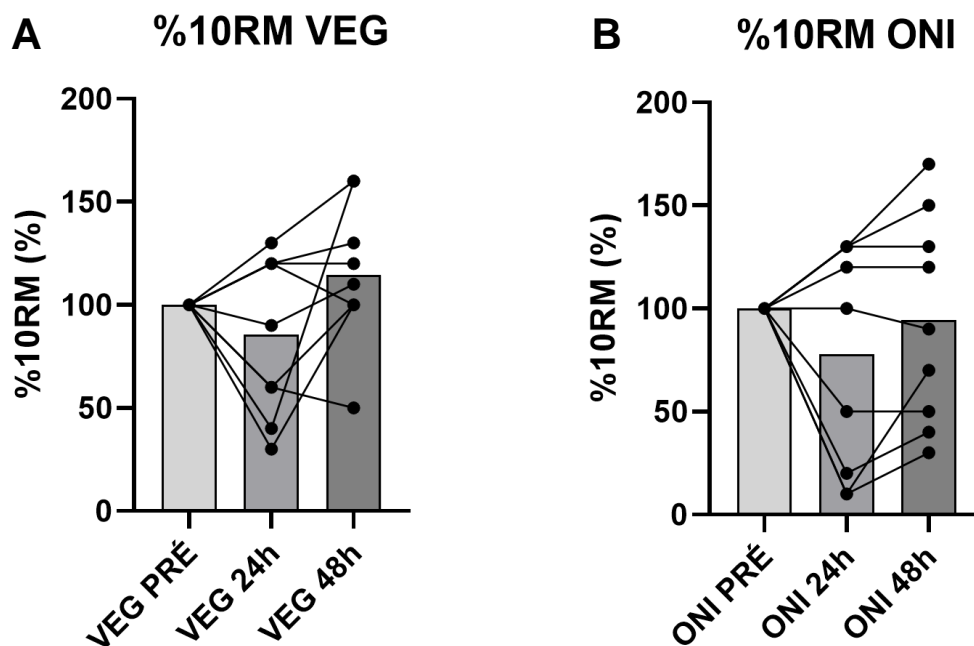 A
%10RM VEG
%10RM (%)
200
150
100
50
0
VEG PRÉ
VEG 24h
VEG 48h
B
%10RM ONI
%10RM (%)
200
150
100
50
0
ONI PRÉ
ONI 24h
ONI 48h